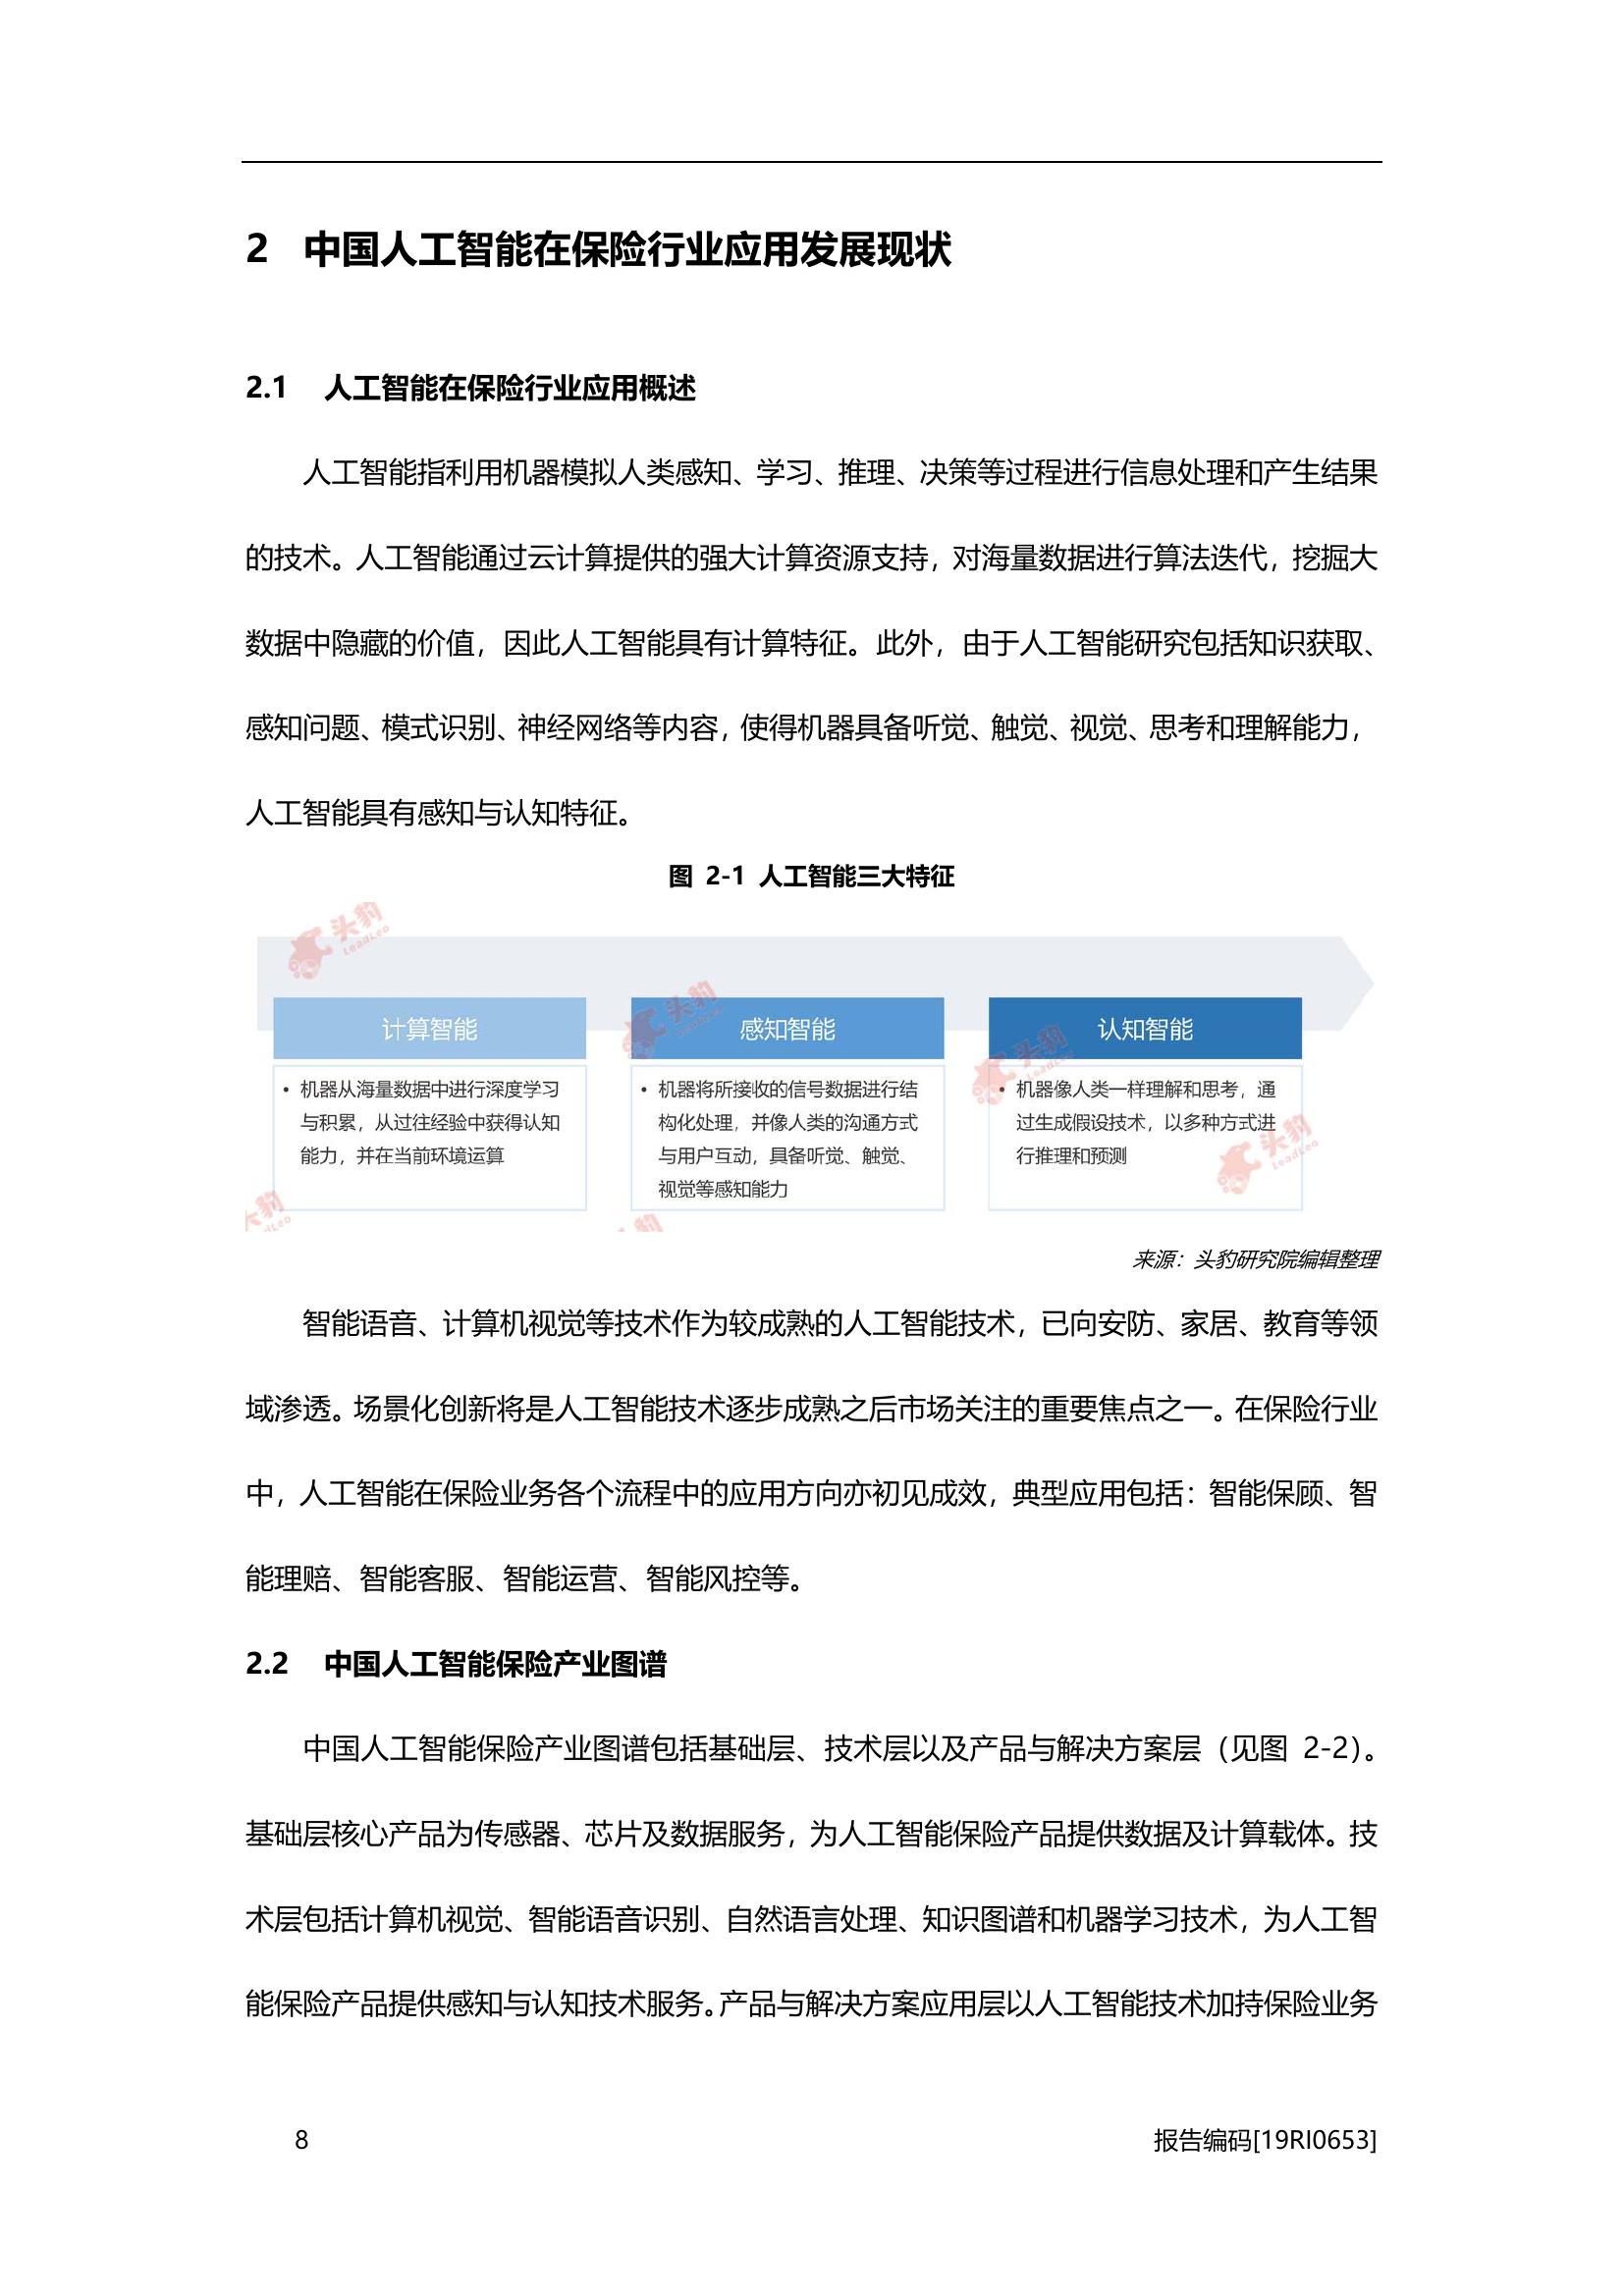 2 中国人工智能在保险行业应用发展现状
2.1 人工智能在保险行业应用概述
人工智能指利用机器模拟人类感知、学习、推理、决策等过程进行信息处理和产生结果
的技术。人工智能通过云计算提供的强大计算资源支持，对海量数据进行算法迭代，挖掘大
数据中隐藏的价值，因此人工智能具有计算特征。此外，由于人工智能研究包括知识获取、
感知问题、模式识别、神经网络等内容，使得机器具备听觉、触觉、视觉、思考和理解能力，
人工智能具有感知与认知特征。
图 2-1 人工智能三大特征
头豹
LeadLeo
计算智能
• 机器从海量数据中进行深度学习
与积累，从过往经验中获得认知
能力，并在当前环境运算
头豹
感知智能
• 机器将所接收的信号数据进行结
构化处理，并像人类的沟通方式
与用户互动，具备听觉、触觉、
视觉等感知能力
头豹
认知智能
• 机器像人类一样理解和思考，通
过生成假设技术，以多种方式进
行推理和预测
头豹
LeadLeo
头豹
头豹
来源：头豹研究院编辑整理
智能语音、计算机视觉等技术作为较成熟的人工智能技术，已向安防、家居、教育等领
域渗透。场景化创新将是人工智能技术逐步成熟之后市场关注的重要焦点之一。在保险行业
中，人工智能在保险业务各个流程中的应用方向亦初见成效，典型应用包括：智能保顾、智
能理赔、智能客服、智能运营、智能风控等。
2.2 中国人工智能保险产业图谱
中国人工智能保险产业图谱包括基础层、技术层以及产品与解决方案层（见图 2-2）。
基础层核心产品为传感器、芯片及数据服务，为人工智能保险产品提供数据及计算载体。技
术层包括计算机视觉、智能语音识别、自然语言处理、知识图谱和机器学习技术，为人工智
能保险产品提供感知与认知技术服务。产品与解决方案应用层以人工智能技术加持保险业务
8
报告编码[19RI0653]